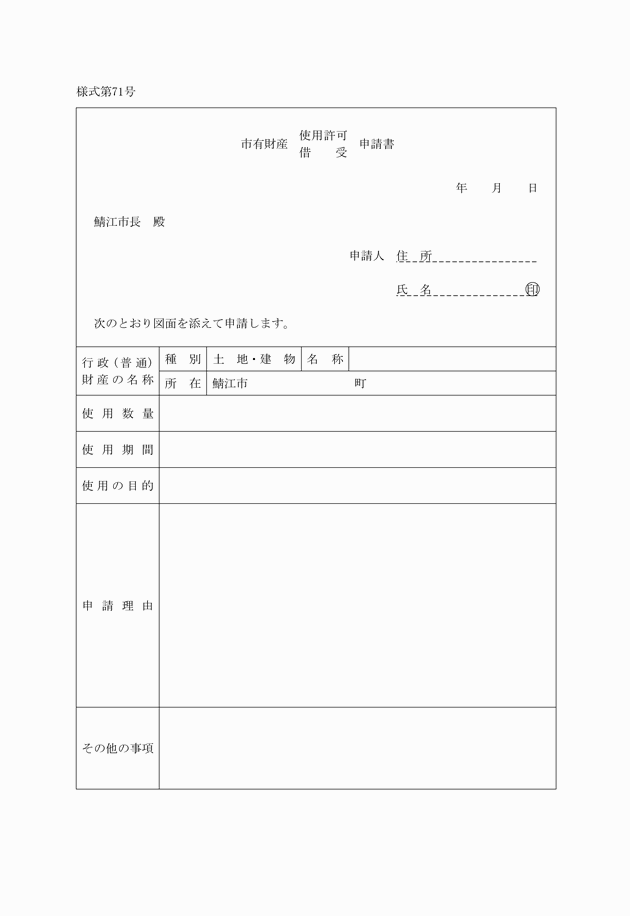 様式第71号
市有財産 使用許可 申請書
借　　受
年　　月　　日
鯖江市長　殿
申請人　住　所
氏　名　㊞
次のとおり図面を添えて申請します。
行政（普通）財産の名称　種　別　土　地・建　物　名　称
所　在　鯖江市　町
使用数量
使用期間
使用の目的
申請理由
その他の事項